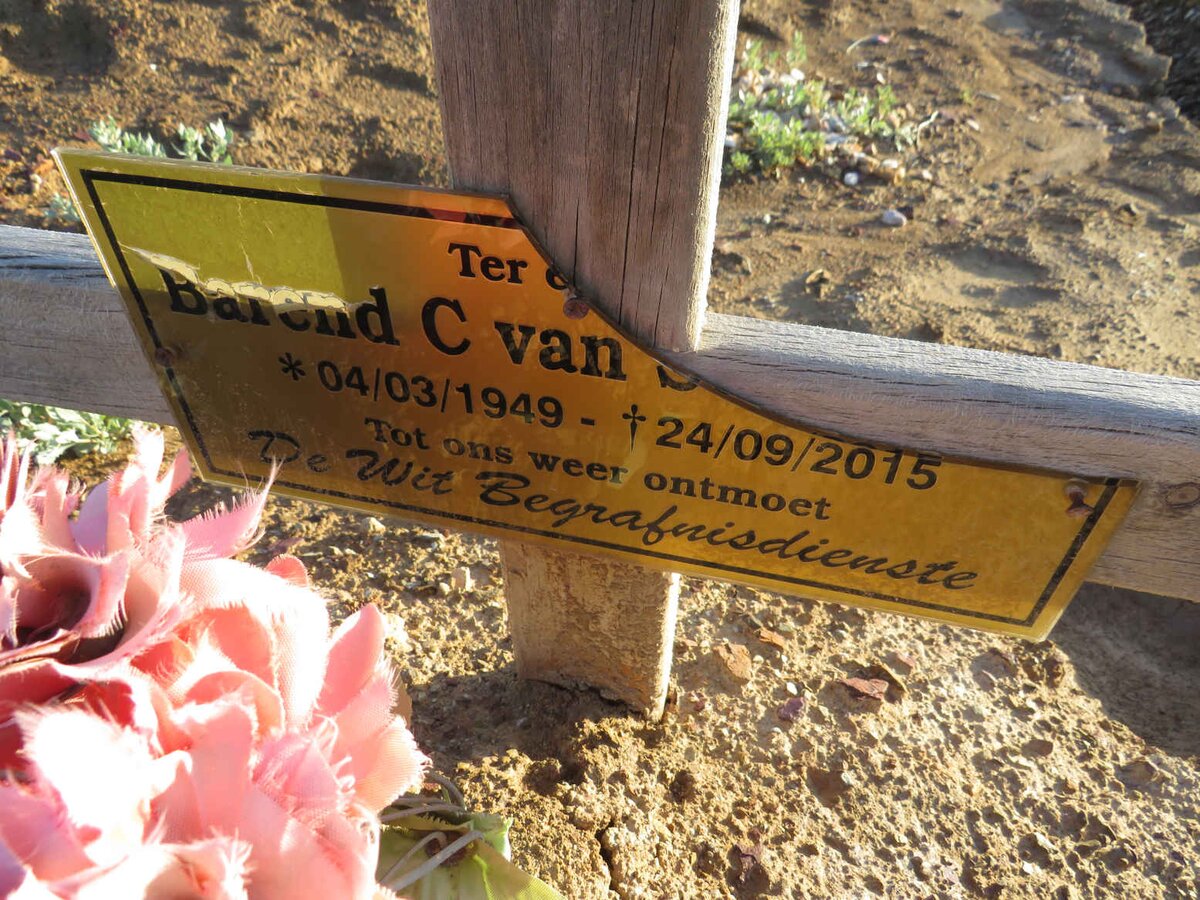 Ter
Barend C van S
* 04/03/1949 - † 24/09/2015
Tot ons weer ontmoet
De Wit Begrafnisdienste